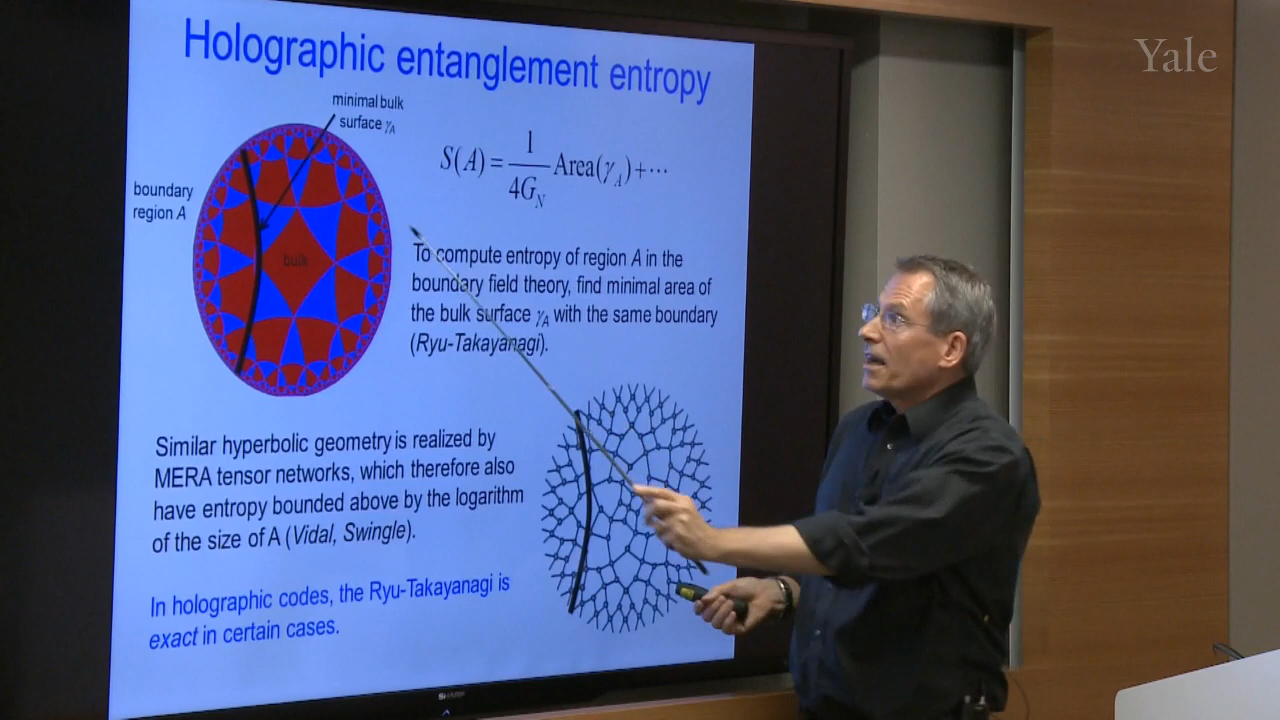 Holographic entanglement entropy
Yale
minimal bulk
surface γ_A
boundary
region A
S(A) = 1/4G_N Area(γ_A) + ⋯
bulk
To compute entropy of region A in the
boundary field theory, find minimal area of
the bulk surface γ_A with the same boundary
(Ryu-Takayanagi).
Similar hyperbolic geometry is realized by
MERA tensor networks, which therefore also
have entropy bounded above by the logarithm
of the size of A (Vidal, Swingle).
In holographic codes, the Ryu-Takayanagi is
exact in certain cases.
SHARP